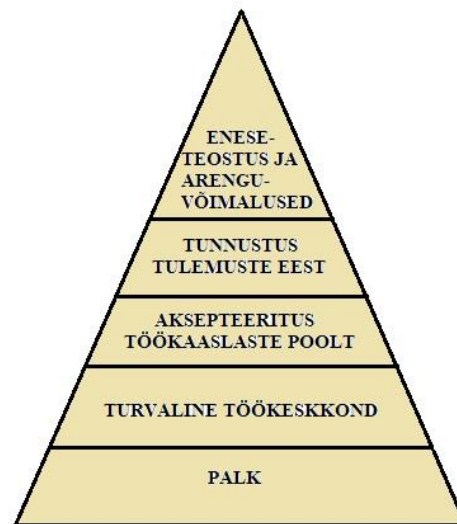 ENESE-
TEOSTUS JA
ARENGU-
VÕIMALUSED
TUNNUSTUS
TULEMUSTE EEST
AKSEPTEERITUS
TÖÖKAASLASTE POOLT
TURVALINE TÖÖKESKKOND
PALK